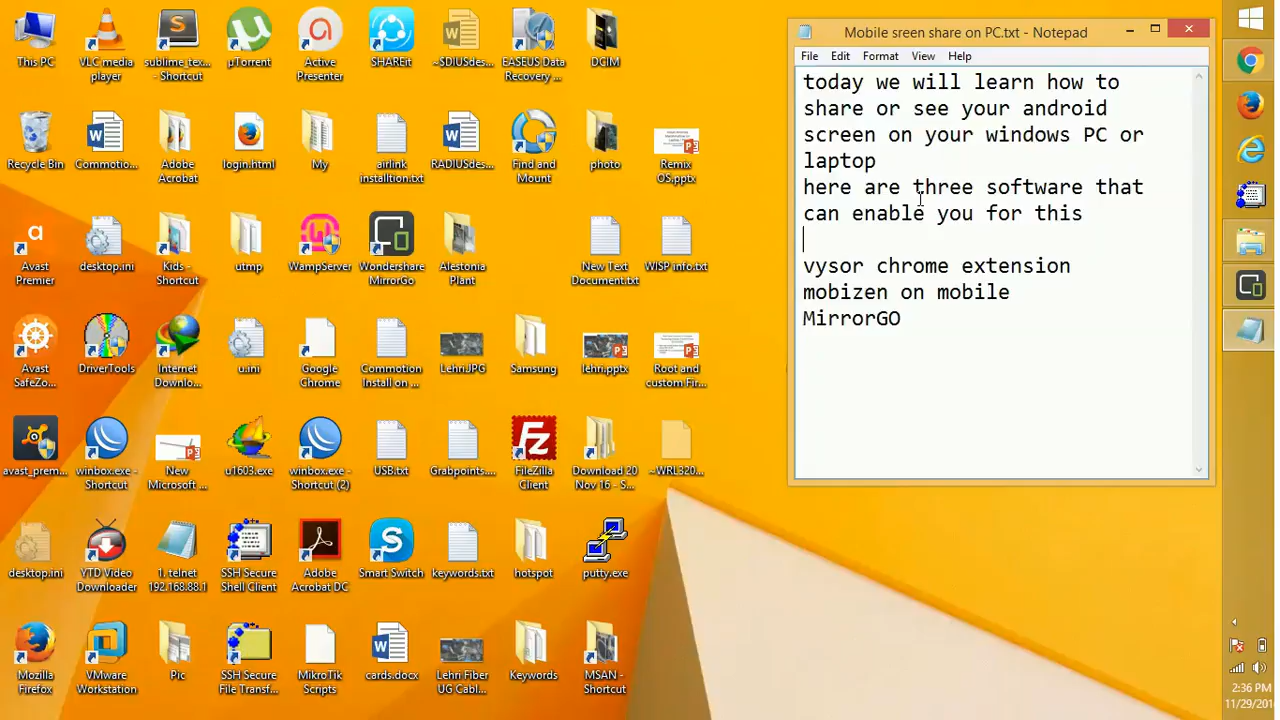 This PC
VLC media
player
sublime_tex...
- Shortcut
µTorrent
Active
Presenter
SHAREit
~SDIUSdes...
EASEUS Data
Recovery ...
DCIM
Recycle Bin
Commotio...
Adobe
Acrobat
login.html
My
airlink
installtion.txt
RADIUSdes...
Find and
Mount
photo
Remix
OS.pptx
Avast
Premier
desktop.ini
Kids -
Shortcut
utmp
WampServer
Wondershare
MirrorGo
Alestonia
Plant
New Text
Document.txt
WISP info.txt
Avast
SafeZo...
DriverTools
Internet
Downlo...
u.ini
Google
Chrome
Commotion
Install on ...
Lehri.JPG
Samsung
lehri.pptx
Root and
custom Fir...
avast_prem...
winbox.exe -
Shortcut
New
Microsoft ...
u1603.exe
winbox.exe -
Shortcut (2)
USB.txt
Grabpoints....
FileZilla
Client
Download 20
Nov 16 - S...
~WRL320...
desktop.ini
YTD Video
Downloader
1. telnet
192.168.88.1
SSH Secure
Shell Client
Adobe
Acrobat DC
Smart Switch
keywords.txt
hotspot
putty.exe
Mozilla
Firefox
VMware
Workstation
Pic
SSH Secure
File Transf...
MikroTik
Scripts
cards.docx
Lehri Fiber
UG Cabl...
Keywords
MSAN -
Shortcut
Mobile sreen share on PC.txt - Notepad
File Edit Format View Help
today we will learn how to
share or see your android
screen on your windows PC or
laptop
here are three software that
can enable you for this
vysor chrome extension
mobizen on mobile
MirrorGO
2:36 PM
11/29/201